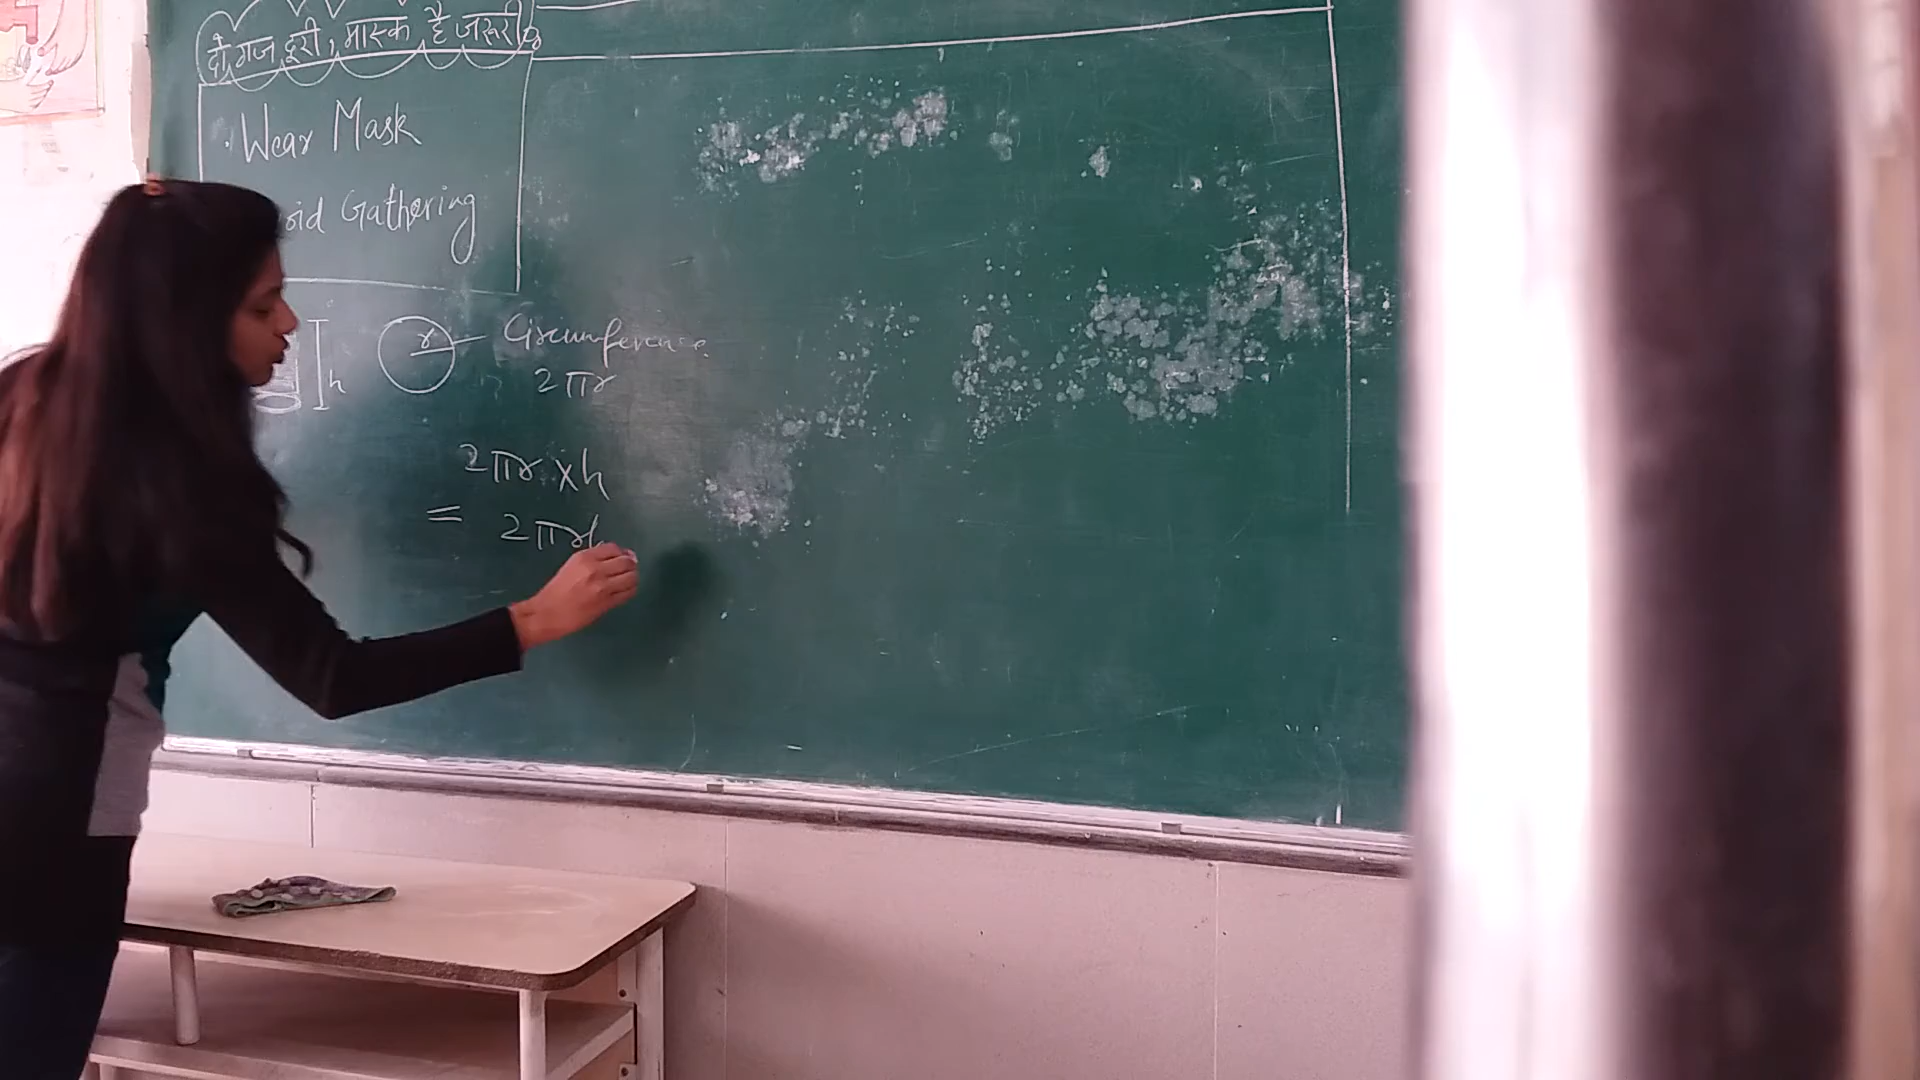 दो गज दूरी, मास्क है जरूरी
Wear Mask
oid Gathering
h
r
Circumference
2πr
2πr × h
= 2πrh